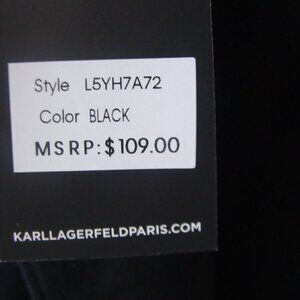 Style L5YH7A72
Color BLACK
MSRP: $109.00
KARLLAGERFELDPARIS.COM